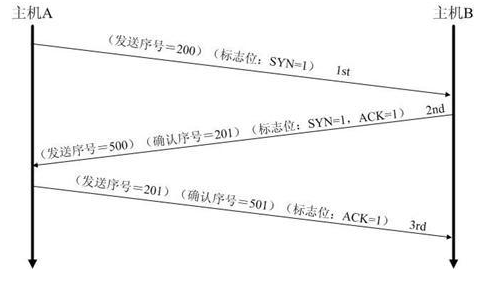 主机A
主机B
（发送序号=200）（标志位：SYN=1） 1st
2nd
（发送序号=500）（确认序号=201）（标志位：SYN=1，ACK=1）
（发送序号=201）（确认序号=501）（标志位：ACK=1） 3rd